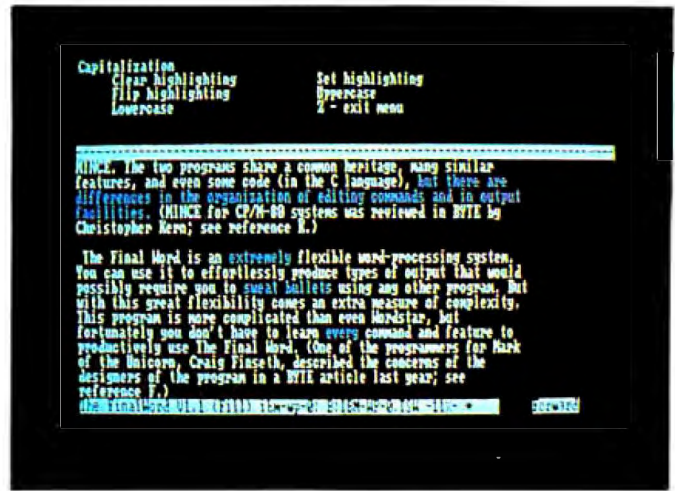 Capitalization
Clear highlighting Set highlighting
Flip highlighting Uppercase
Lowercase Z - exit menu
MINCE. The two programs share a common heritage, many similar
features, and even some code (in the C language), but there are
differences in the organization of editing commands and in output
facilities. (MINCE for CP/M-80 systems was reviewed in BYTE by
Christopher Kern; see reference E.)
The Final Word is an extremely flexible word-processing system.
You can use it to effortlessly produce types of output that would
possibly require you to sweat bullets using any other program. But
with this great flexibility comes an extra measure of complexity.
This program is more complicated than even Wordstar, but
fortunately you don't have to learn every command and feature to
productively use The Final Word. (One of the programmers for Mark
of the Unicorn, Craig Finseth, described the concerns of the
designers of the program in a BYTE article last year; see
reference F.)
The FinalWord V1.1 Forward